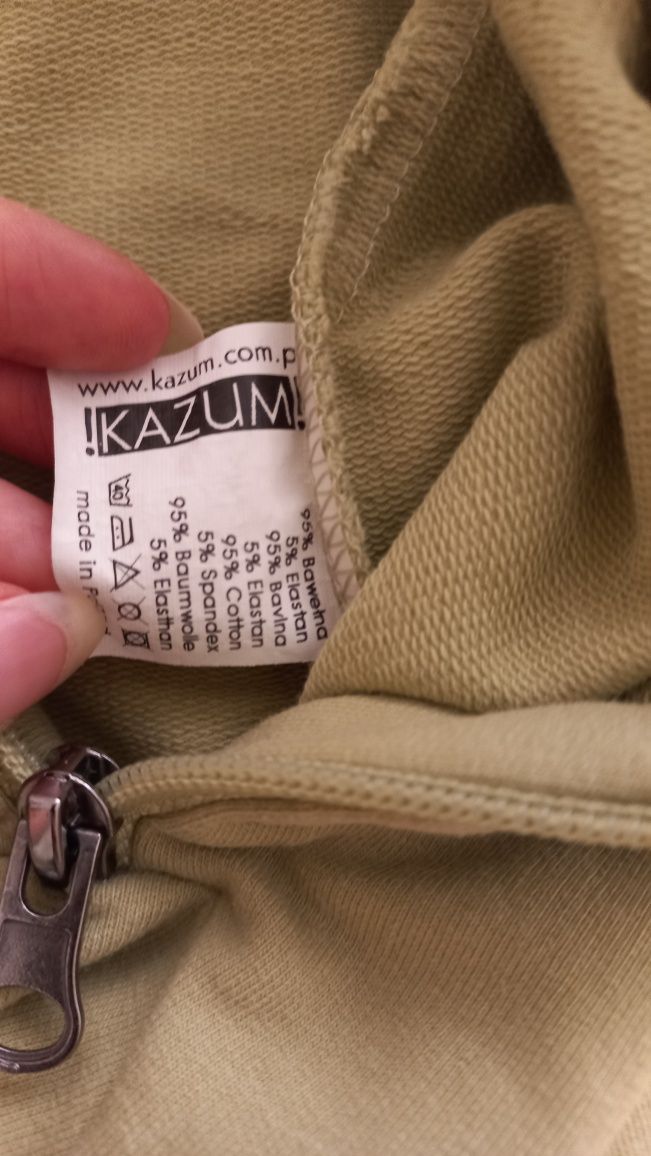 www.kazum.com.p
!KAZUM!
95% Bawełna
5% Elastan
95% Bavlna
5% Elastan
95% Cotton
5% Spandex
95% Baumwolle
5% Elasthan
40
made in